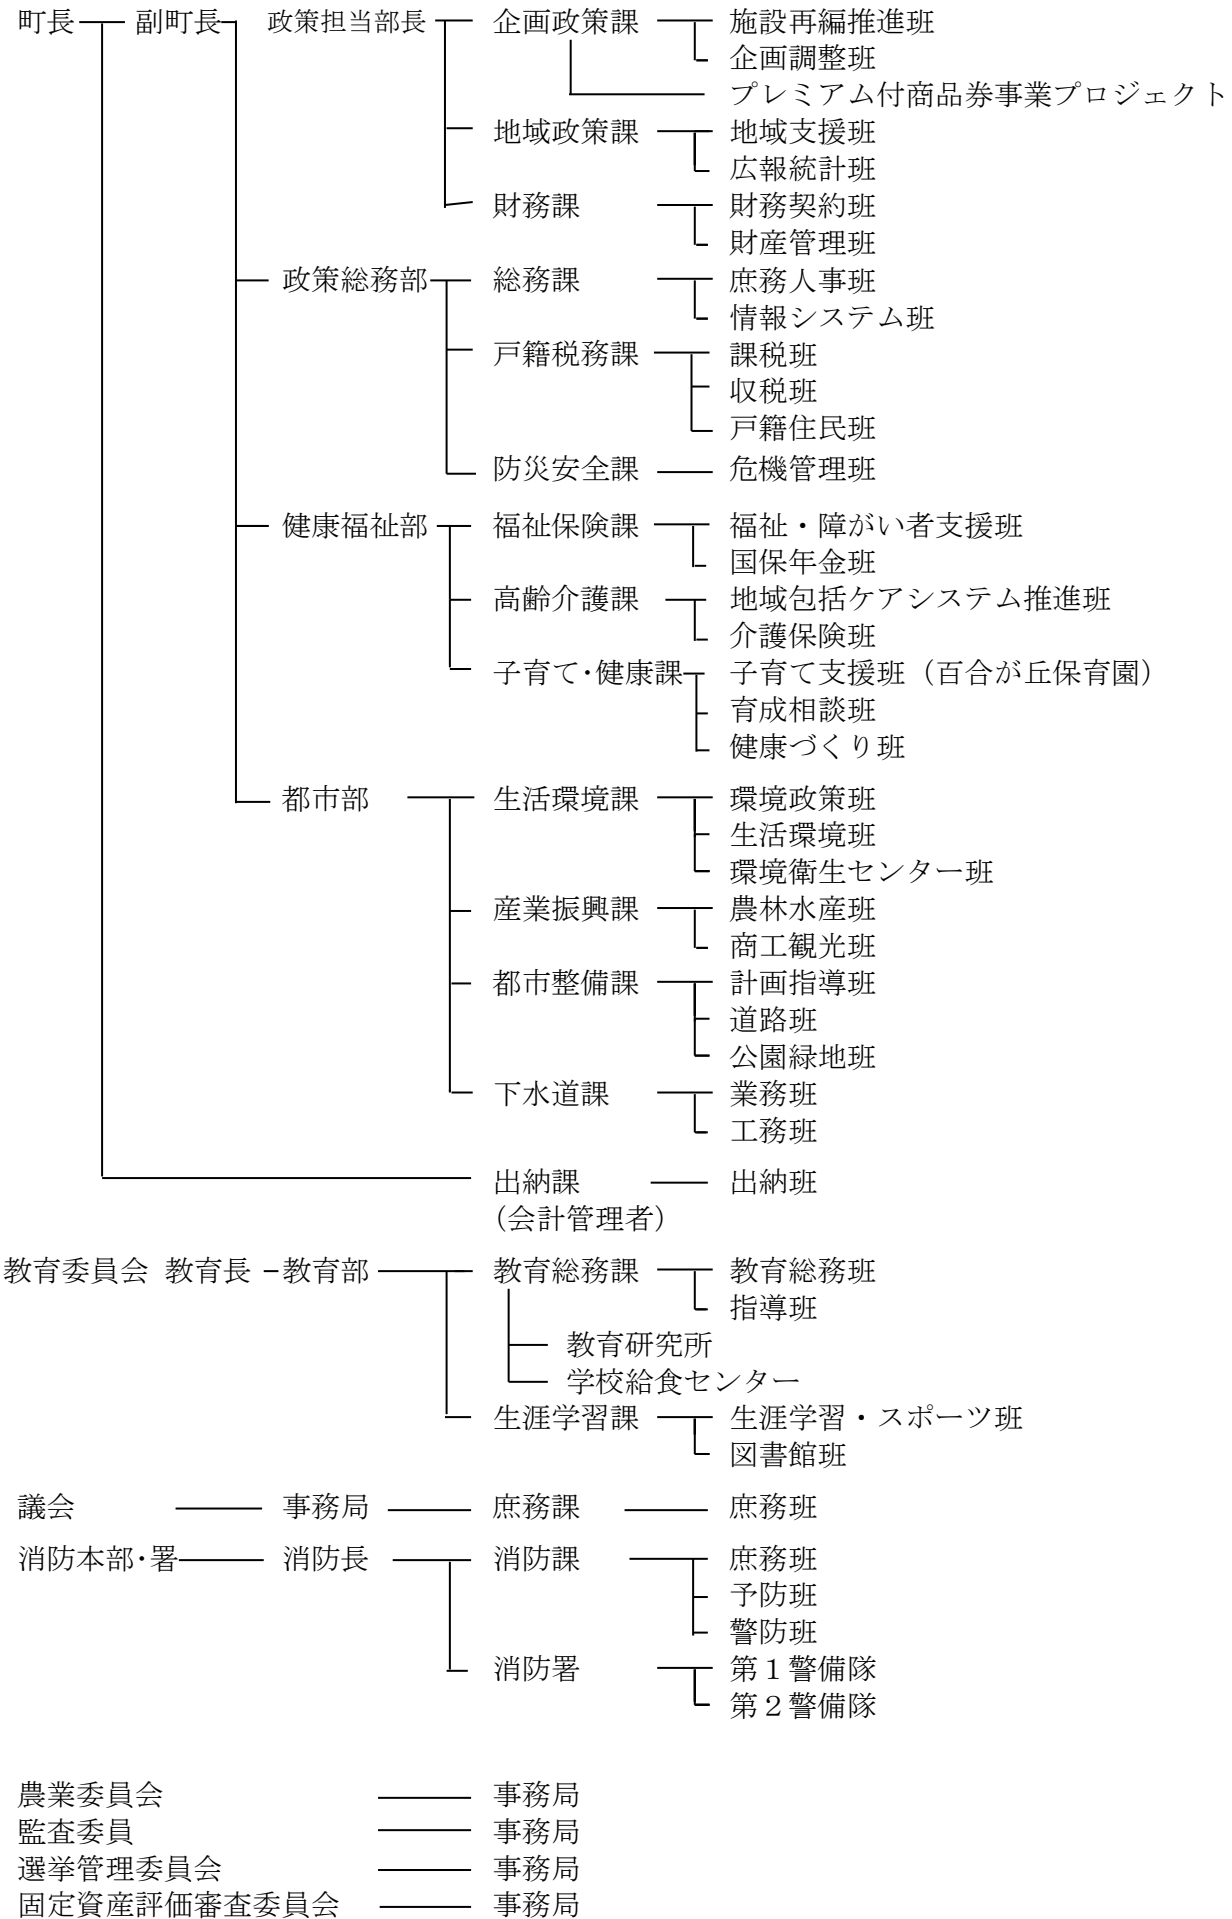 町長 副町長 政策担当部長 企画政策課 施設再編推進班
企画調整班
プレミアム付商品券事業プロジェクト
地域政策課 地域支援班
広報統計班
財務課 財務契約班
財産管理班
政策総務部 総務課 庶務人事班
情報システム班
戸籍税務課 課税班
収税班
戸籍住民班
防災安全課 危機管理班
健康福祉部 福祉保険課 福祉・障がい者支援班
国保年金班
高齢介護課 地域包括ケアシステム推進班
介護保険班
子育て・健康課 子育て支援班（百合が丘保育園）
育成相談班
健康づくり班
都市部 生活環境課 環境政策班
生活環境班
環境衛生センター班
産業振興課 農林水産班
商工観光班
都市整備課 計画指導班
道路班
公園緑地班
下水道課 業務班
工務班
出納課 出納班
（会計管理者）
教育委員会 教育長 教育部 教育総務課 教育総務班
指導班
教育研究所
学校給食センター
生涯学習課 生涯学習・スポーツ班
図書館班
議会 事務局 庶務課 庶務班
消防本部・署 消防長 消防課 庶務班
予防班
警防班
消防署 第１警備隊
第２警備隊
農業委員会 事務局
監査委員 事務局
選挙管理委員会 事務局
固定資産評価審査委員会 事務局